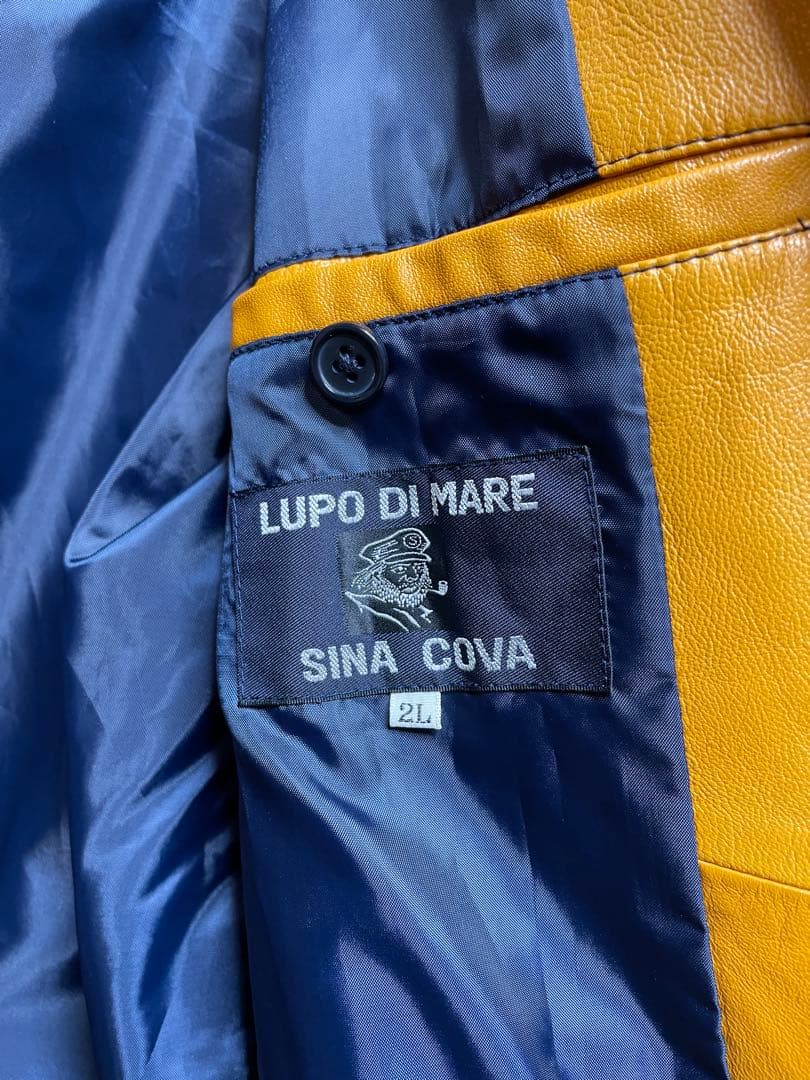 LUPO DI MARE
S
SINA COVA
2L